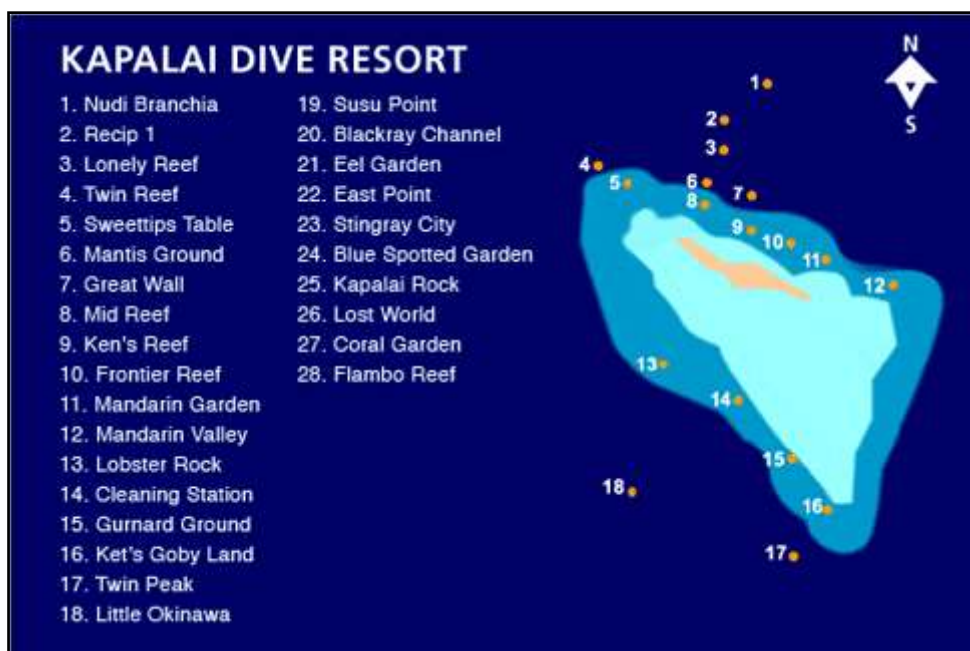 KAPALAI DIVE RESORT
1. Nudi Branchia
2. Recip 1
3. Lonely Reef
4. Twin Reef
5. Sweettips Table
6. Mantis Ground
7. Great Wall
8. Mid Reef
9. Ken's Reef
10. Frontier Reef
11. Mandarin Garden
12. Mandarin Valley
13. Lobster Rock
14. Cleaning Station
15. Gurnard Ground
16. Ket's Goby Land
17. Twin Peak
18. Little Okinawa
19. Susu Point
20. Blackray Channel
21. Eel Garden
22. East Point
23. Stingray City
24. Blue Spotted Garden
25. Kapalai Rock
26. Lost World
27. Coral Garden
28. Flambo Reef
N
S
1
2
3
4
5
6
7
8
9
10
11
12
13
14
15
16
17
18